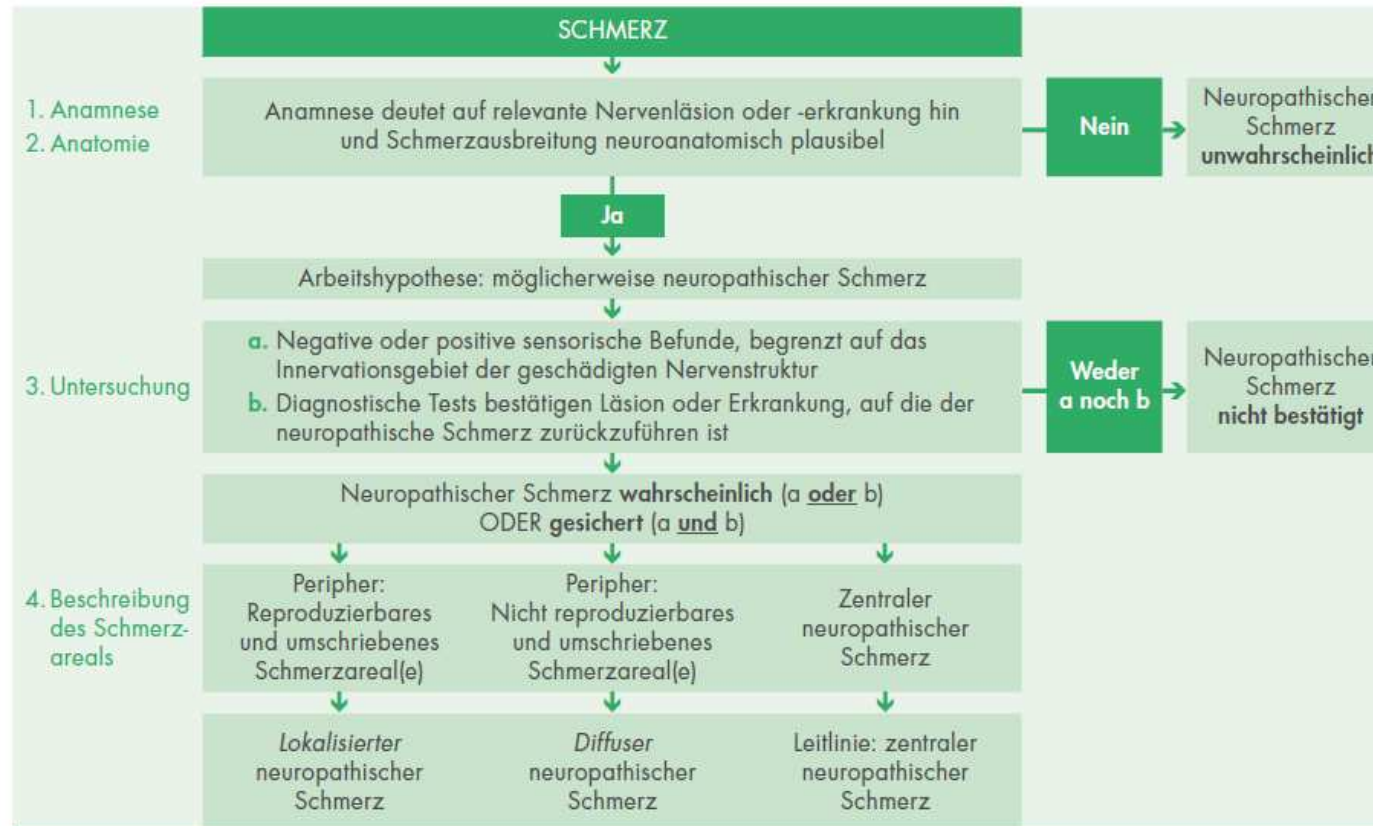 SCHMERZ
1. Anamnese
2. Anatomie
Anamnese deutet auf relevante Nervenläsion oder -erkrankung hin
und Schmerzausbreitung neuroanatomisch plausibel
Nein
Neuropathischer
Schmerz
unwahrscheinlich
Ja
Arbeitshypothese: möglicherweise neuropathischer Schmerz
3. Untersuchung
a. Negative oder positive sensorische Befunde, begrenzt auf das
Innervationsgebiet der geschädigten Nervenstruktur
b. Diagnostische Tests bestätigen Läsion oder Erkrankung, auf die der
neuropathische Schmerz zurückzuführen ist
Weder
a noch b
Neuropathischer
Schmerz
nicht bestätigt
Neuropathischer Schmerz wahrscheinlich (a oder b)
ODER gesichert (a und b)
4. Beschreibung
des Schmerz-
areals
Peripher:
Reproduzierbares
und umschriebenes
Schmerzareal(e)
Peripher:
Nicht reproduzierbares
und umschriebenes
Schmerzareal(e)
Zentraler
neuropathischer
Schmerz
Lokalisierter
neuropathischer
Schmerz
Diffuser
neuropathischer
Schmerz
Leitlinie: zentraler
neuropathischer
Schmerz